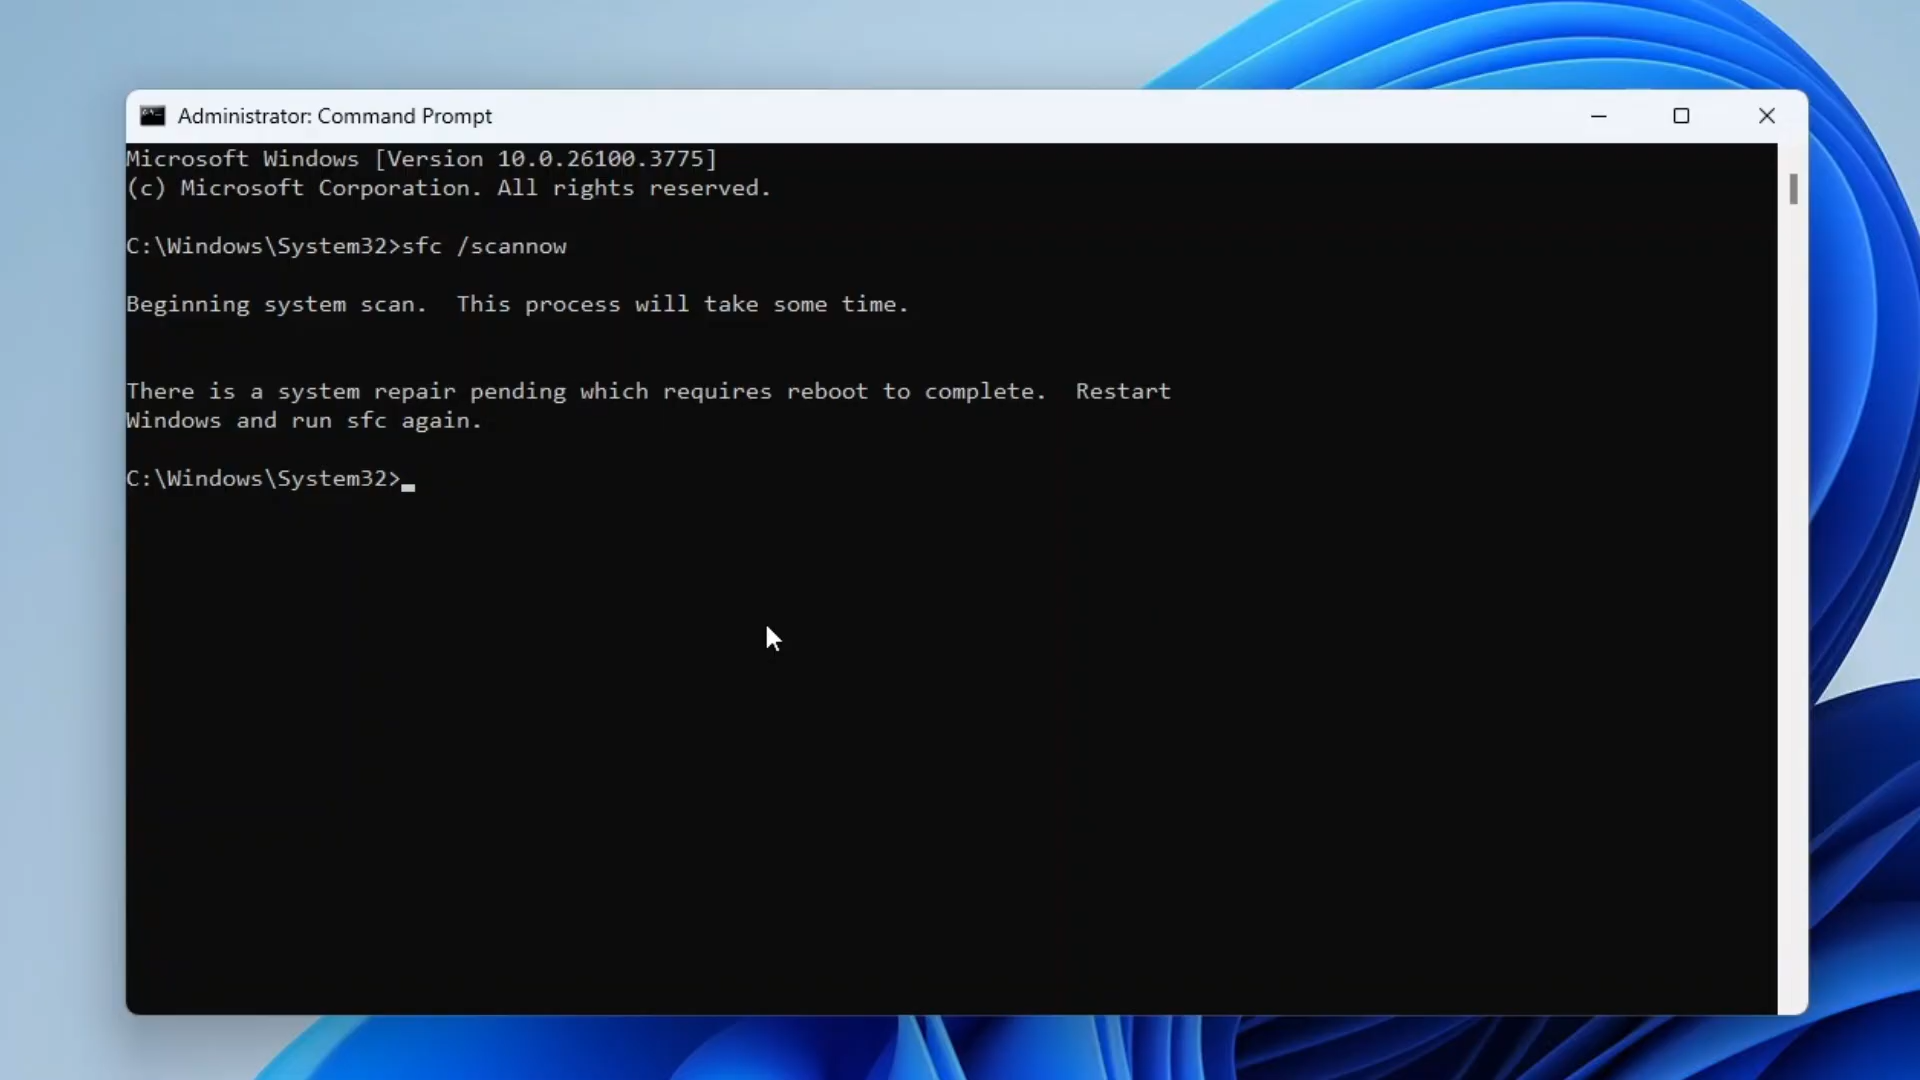 Administrator: Command Prompt
Microsoft Windows [Version 10.0.26100.3775]
(c) Microsoft Corporation. All rights reserved.
C:\Windows\System32>sfc /scannow
Beginning system scan.  This process will take some time.
There is a system repair pending which requires reboot to complete.  Restart
Windows and run sfc again.
C:\Windows\System32>